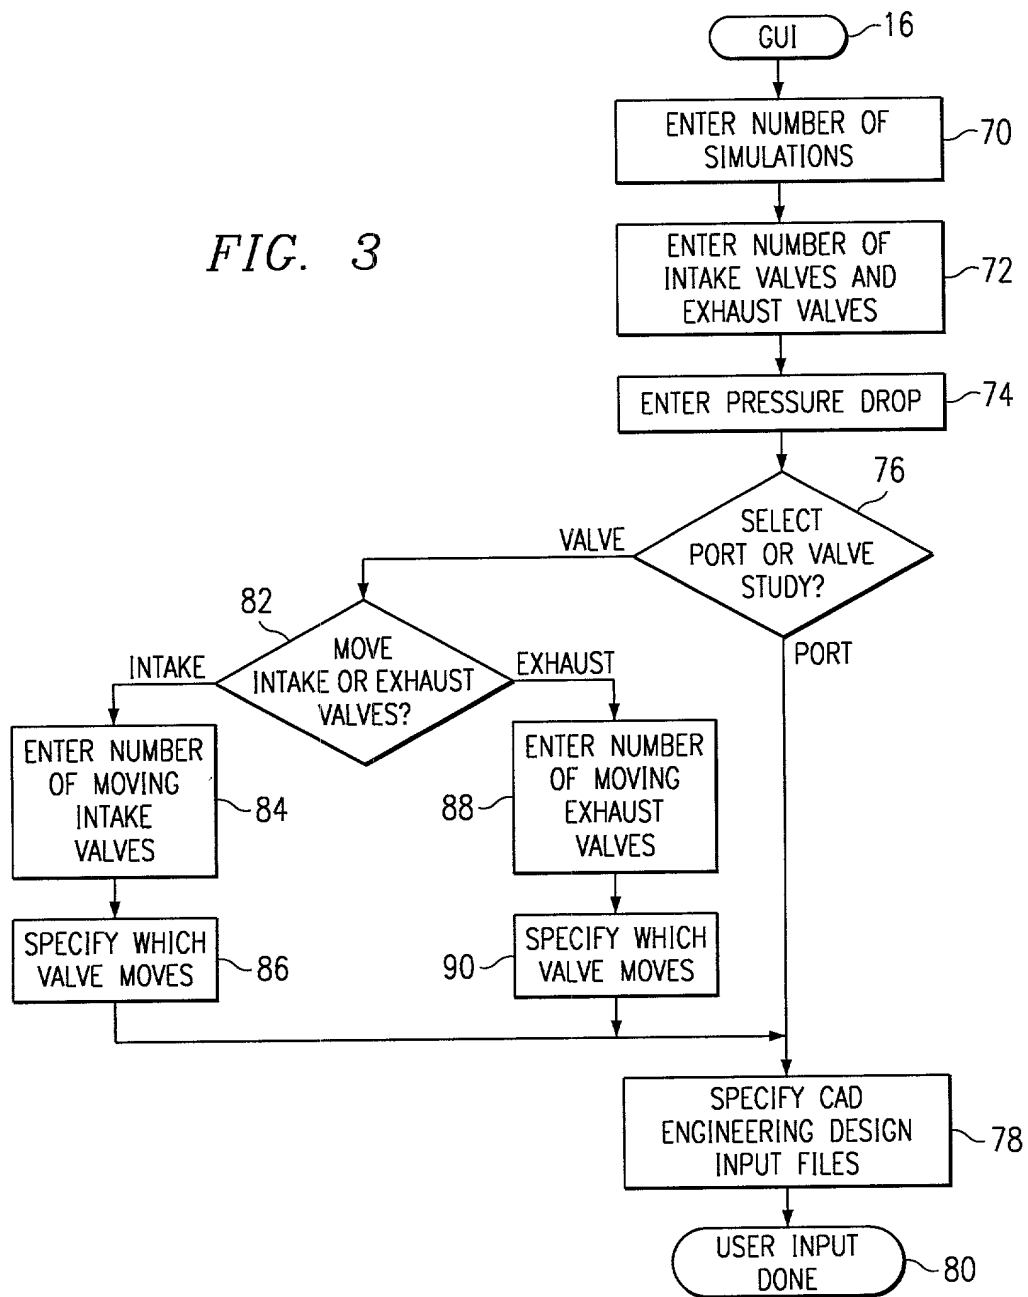 GUI
16
ENTER NUMBER OF
SIMULATIONS
70
FIG. 3
ENTER NUMBER OF
INTAKE VALVES AND
EXHAUST VALVES
72
ENTER PRESSURE DROP
74
76
SELECT
PORT OR VALVE
STUDY?
VALVE
PORT
82
MOVE
INTAKE OR EXHAUST
VALVES?
INTAKE
EXHAUST
ENTER NUMBER
OF MOVING
INTAKE
VALVES
84
88
ENTER NUMBER
OF MOVING
EXHAUST
VALVES
SPECIFY WHICH
VALVE MOVES
86
90
SPECIFY WHICH
VALVE MOVES
SPECIFY CAD
ENGINEERING DESIGN
INPUT FILES
78
USER INPUT
DONE
80